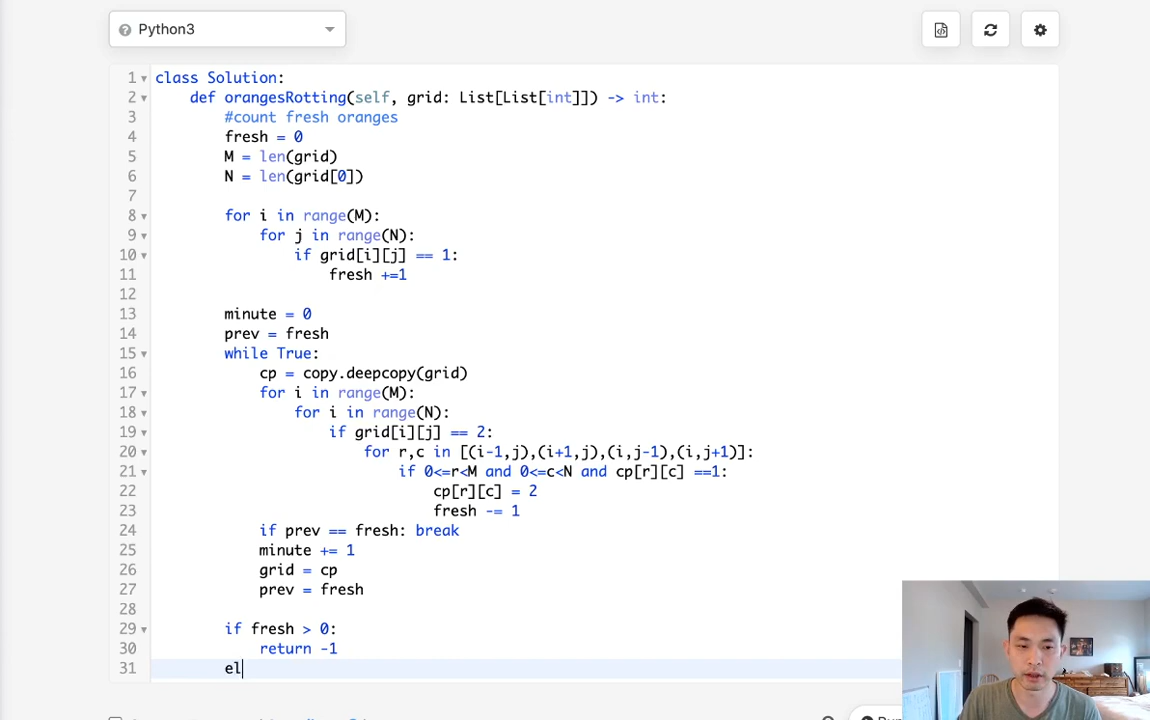 Python3
1 class Solution:
2 def orangesRotting(self, grid: List[List[int]]) -> int:
3 #count fresh oranges
4 fresh = 0
5 M = len(grid)
6 N = len(grid[0])
7
8 for i in range(M):
9 for j in range(N):
10 if grid[i][j] == 1:
11 fresh +=1
12
13 minute = 0
14 prev = fresh
15 while True:
16 cp = copy.deepcopy(grid)
17 for i in range(M):
18 for i in range(N):
19 if grid[i][j] == 2:
20 for r,c in [(i-1,j),(i+1,j),(i,j-1),(i,j+1)]:
21 if 0<=r<M and 0<=c<N and cp[r][c] ==1:
22 cp[r][c] = 2
23 fresh -= 1
24 if prev == fresh: break
25 minute += 1
26 grid = cp
27 prev = fresh
28
29 if fresh > 0:
30 return -1
31 el